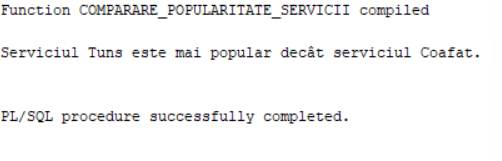 Function COMPARARE_POPULARITATE_SERVICII compiled
Serviciul Tuns este mai popular decât serviciul Coafat.
PL/SQL procedure successfully completed.